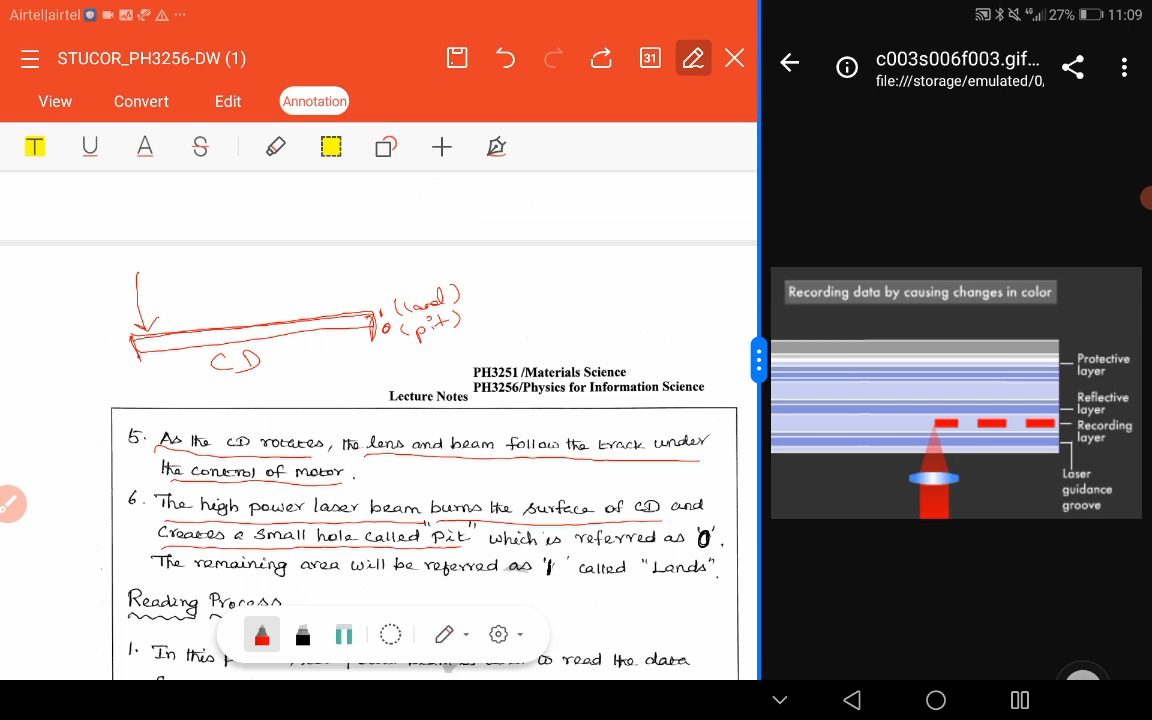 Airtel|airtel
4G 27% 11:09
STUCOR_PH3256-DW (1)
31
View Convert Edit Annotation
T U A S
1 (land)
0 (pit)
CD
PH3251 /Materials Science
PH3256/Physics for Information Science
Lecture Notes
5. As the CD rotates, the lens and beam follow the track under
the control of motor.
6. The high power laser beam burns the surface of CD and
Creates a small hole called "Pit" which is referred as '0'.
The remaining area will be referred as '1' called "Lands".
Reading Process
1. In this to read the data
c003s006f003.gif...
file:///storage/emulated/0,
Recording data by causing changes in color
Protective
layer
Reflective
layer
Recording
layer
Laser
guidance
groove